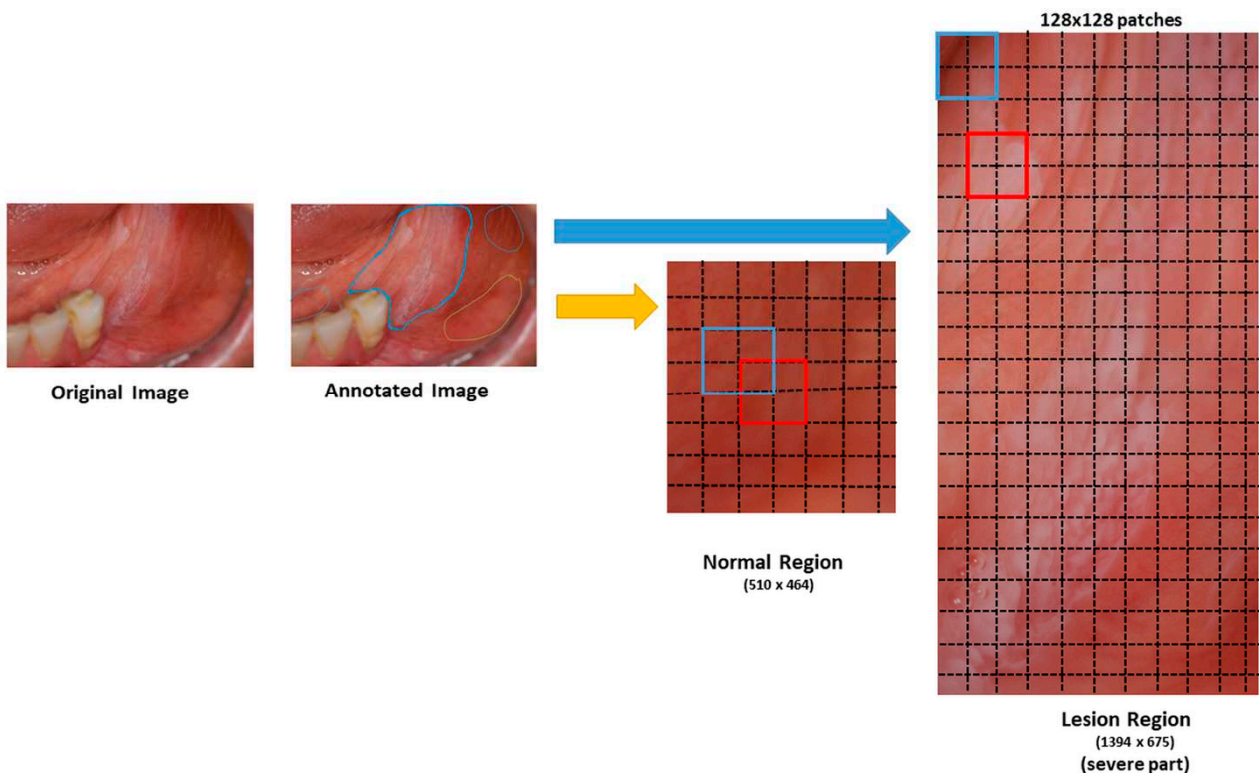 128x128 patches
Original Image
Annotated Image
Normal Region
(510 x 464)
Lesion Region
(1394 x 675)
(severe part)